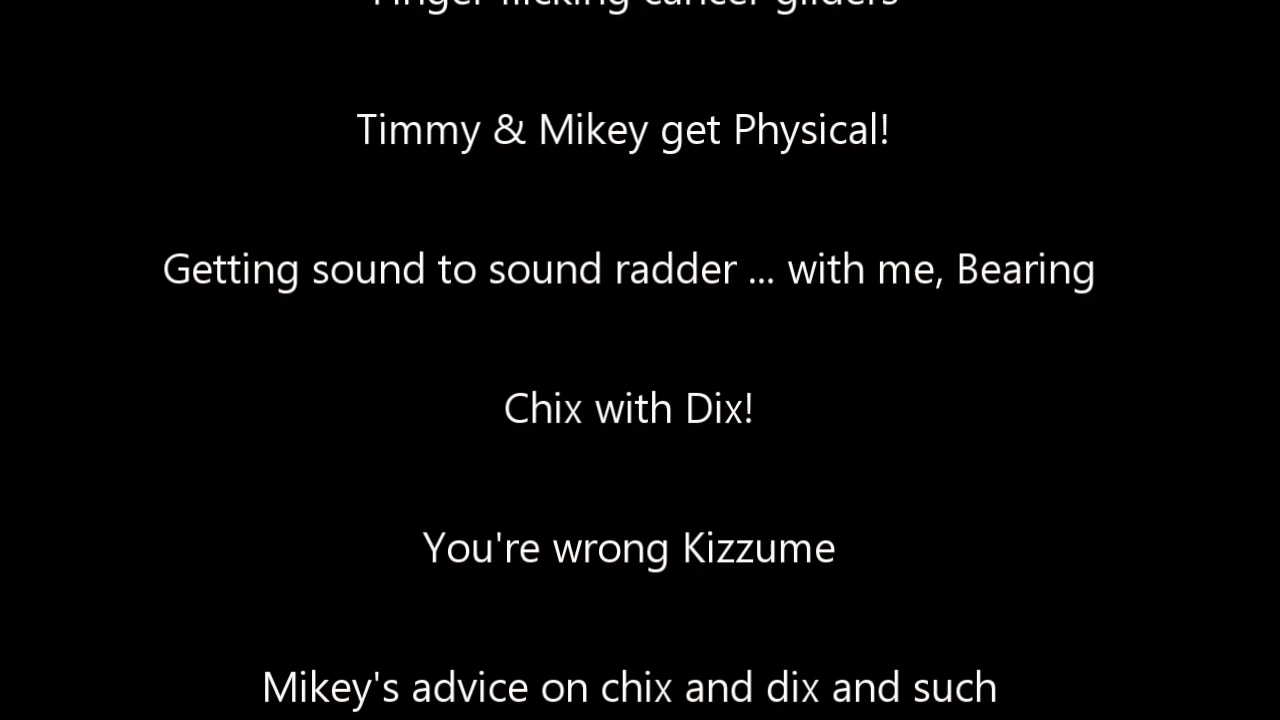 Finger flicking cancer gliders
Timmy & Mikey get Physical!
Getting sound to sound radder ... with me, Bearing
Chix with Dix!
You're wrong Kizzume
Mikey's advice on chix and dix and such